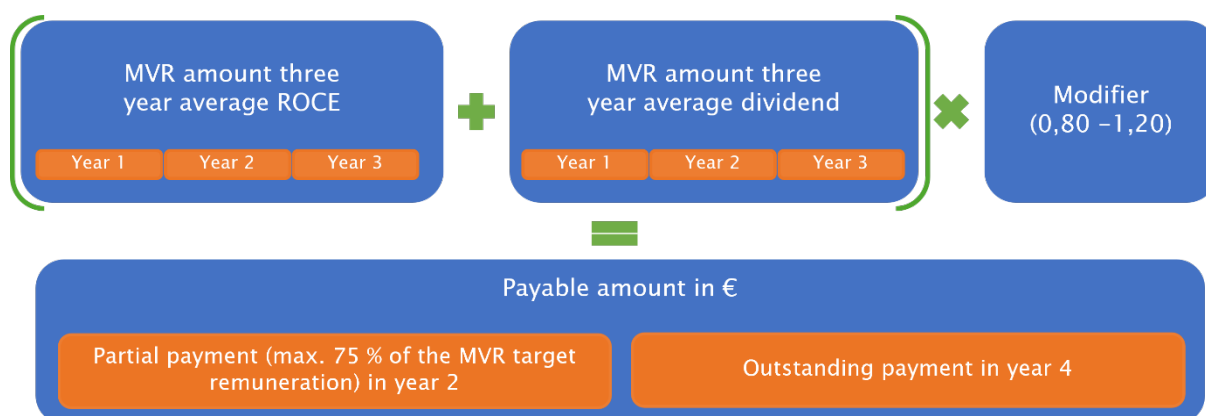 MVR amount three
year average ROCE
Year 1
Year 2
Year 3
MVR amount three
year average dividend
Year 1
Year 2
Year 3
Modifier
(0,80 –1,20)
Payable amount in €
Partial payment (max. 75 % of the MVR target
remuneration) in year 2
Outstanding payment in year 4